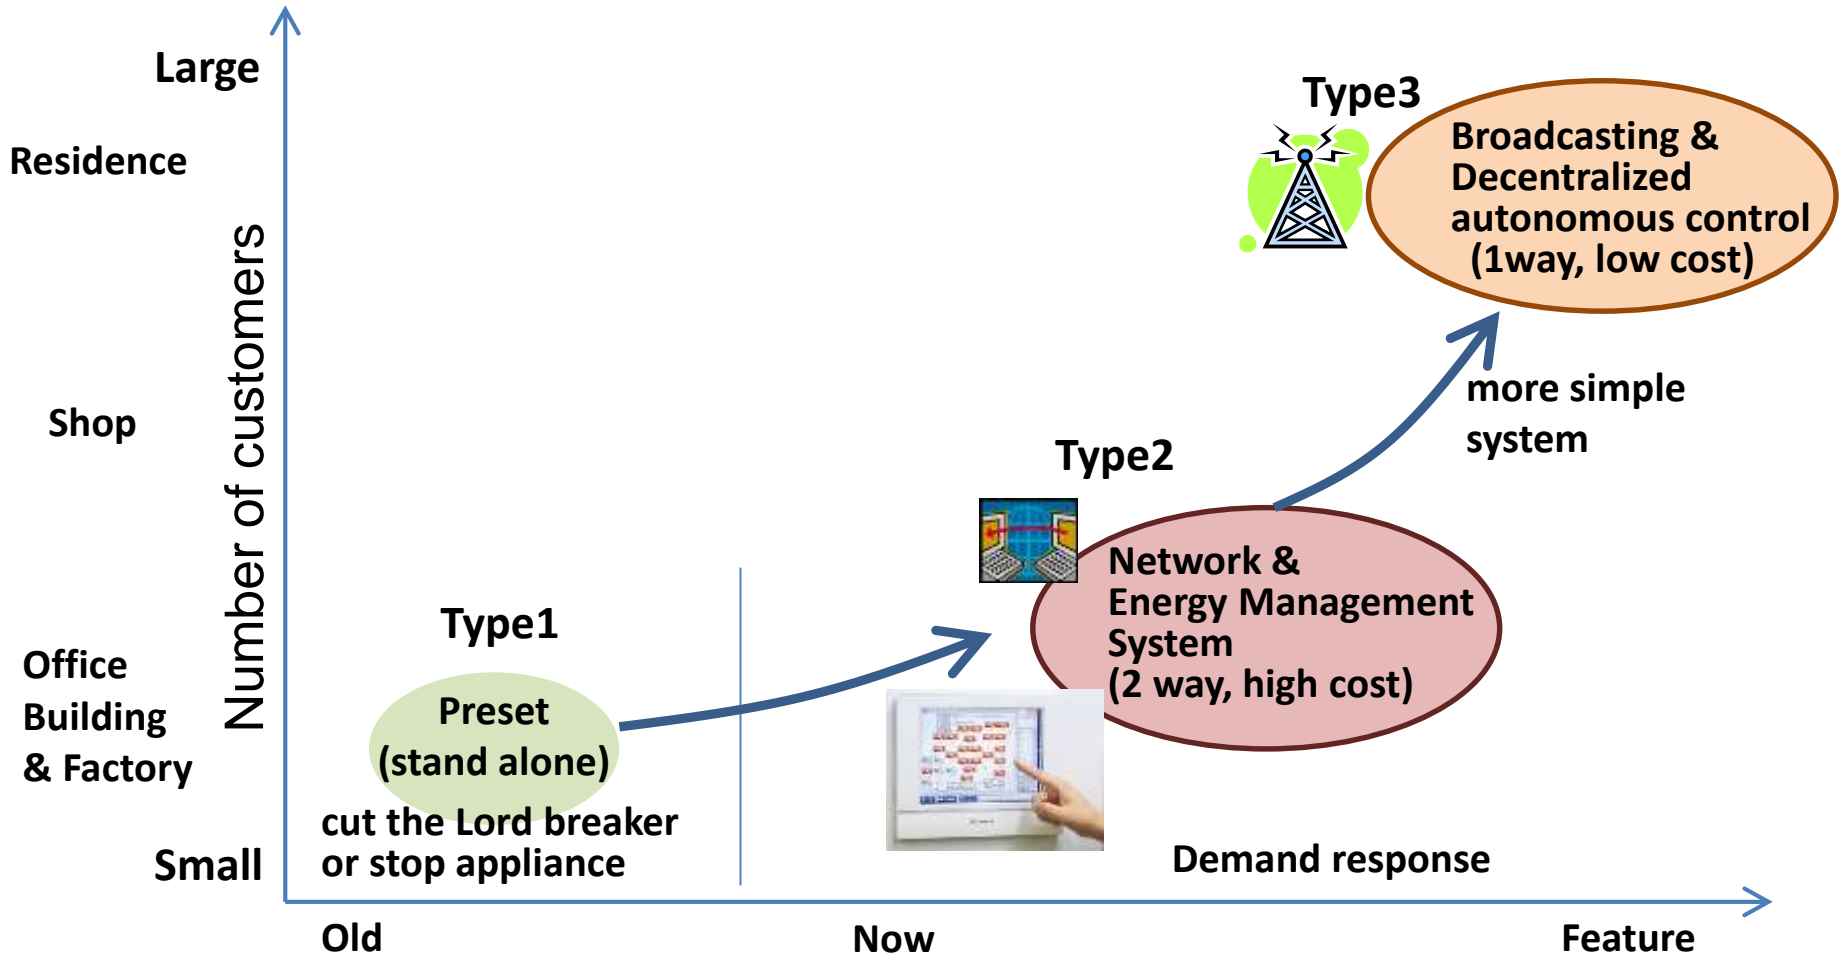 Large
Residence
Number of customers
Shop
Office
Building
& Factory
Small
Type1
Preset
(stand alone)
cut the Lord breaker
or stop appliance
Type2
Network &
Energy Management
System
(2 way, high cost)
Type3
Broadcasting &
Decentralized
autonomous control
(1way, low cost)
more simple
system
Demand response
Old
Now
Feature